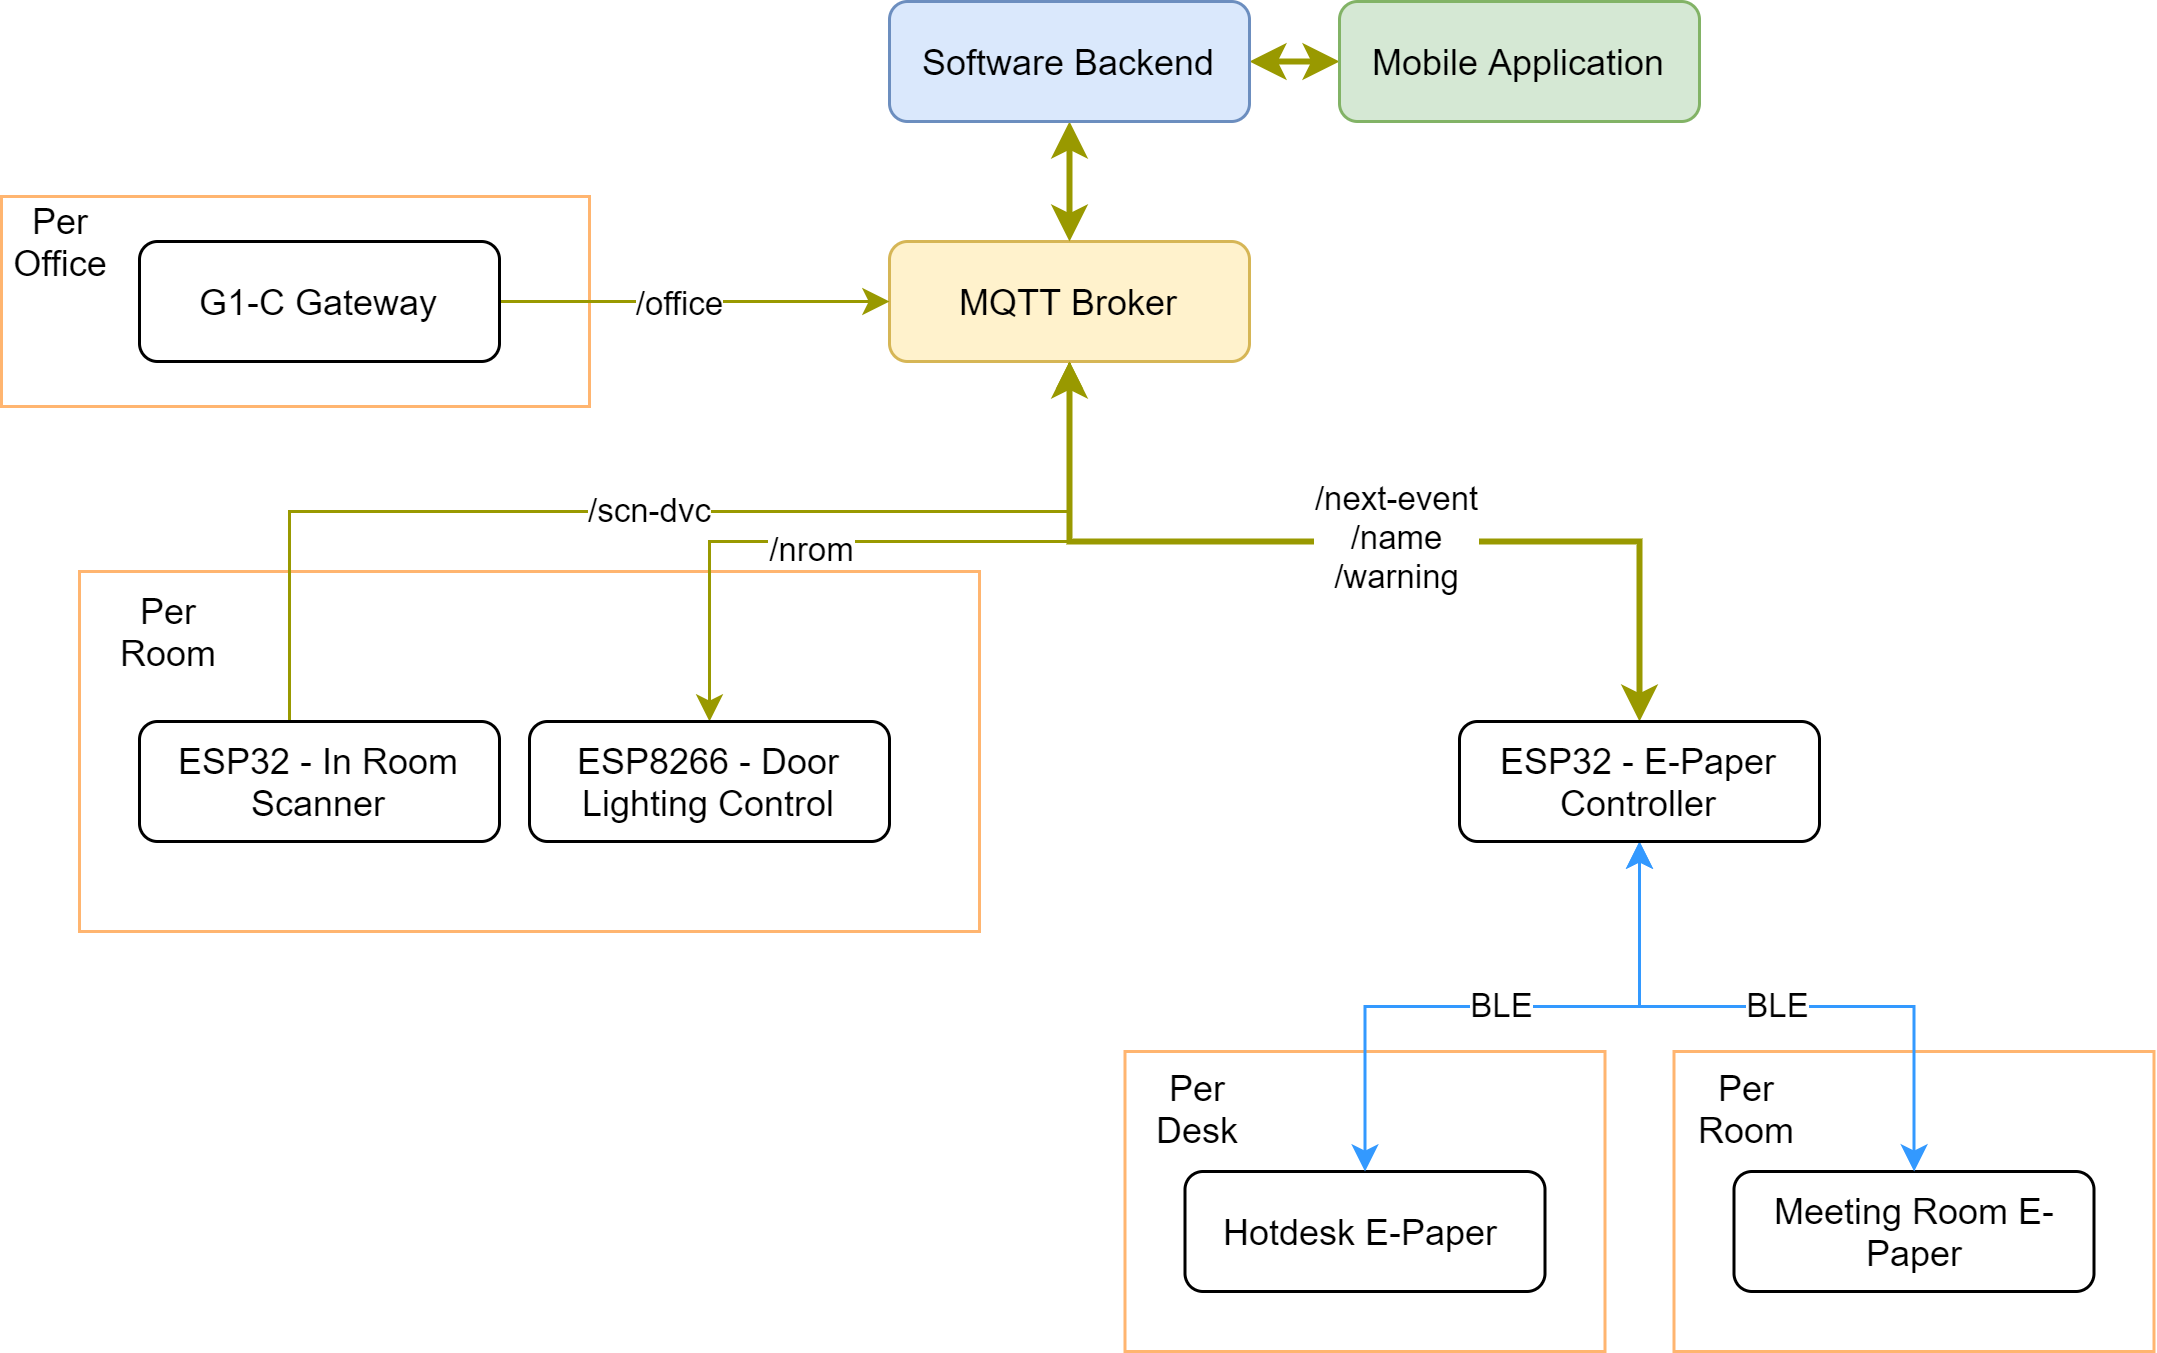 Software Backend
Mobile Application
Per
Office
G1-C Gateway
/office
MQTT Broker
/scn-dvc
/nrom
/next-event
/name
/warning
Per
Room
ESP32 - In Room
Scanner
ESP8266 - Door
Lighting Control
ESP32 - E-Paper
Controller
BLE
BLE
Per
Desk
Hotdesk E-Paper
Per
Room
Meeting Room E-
Paper